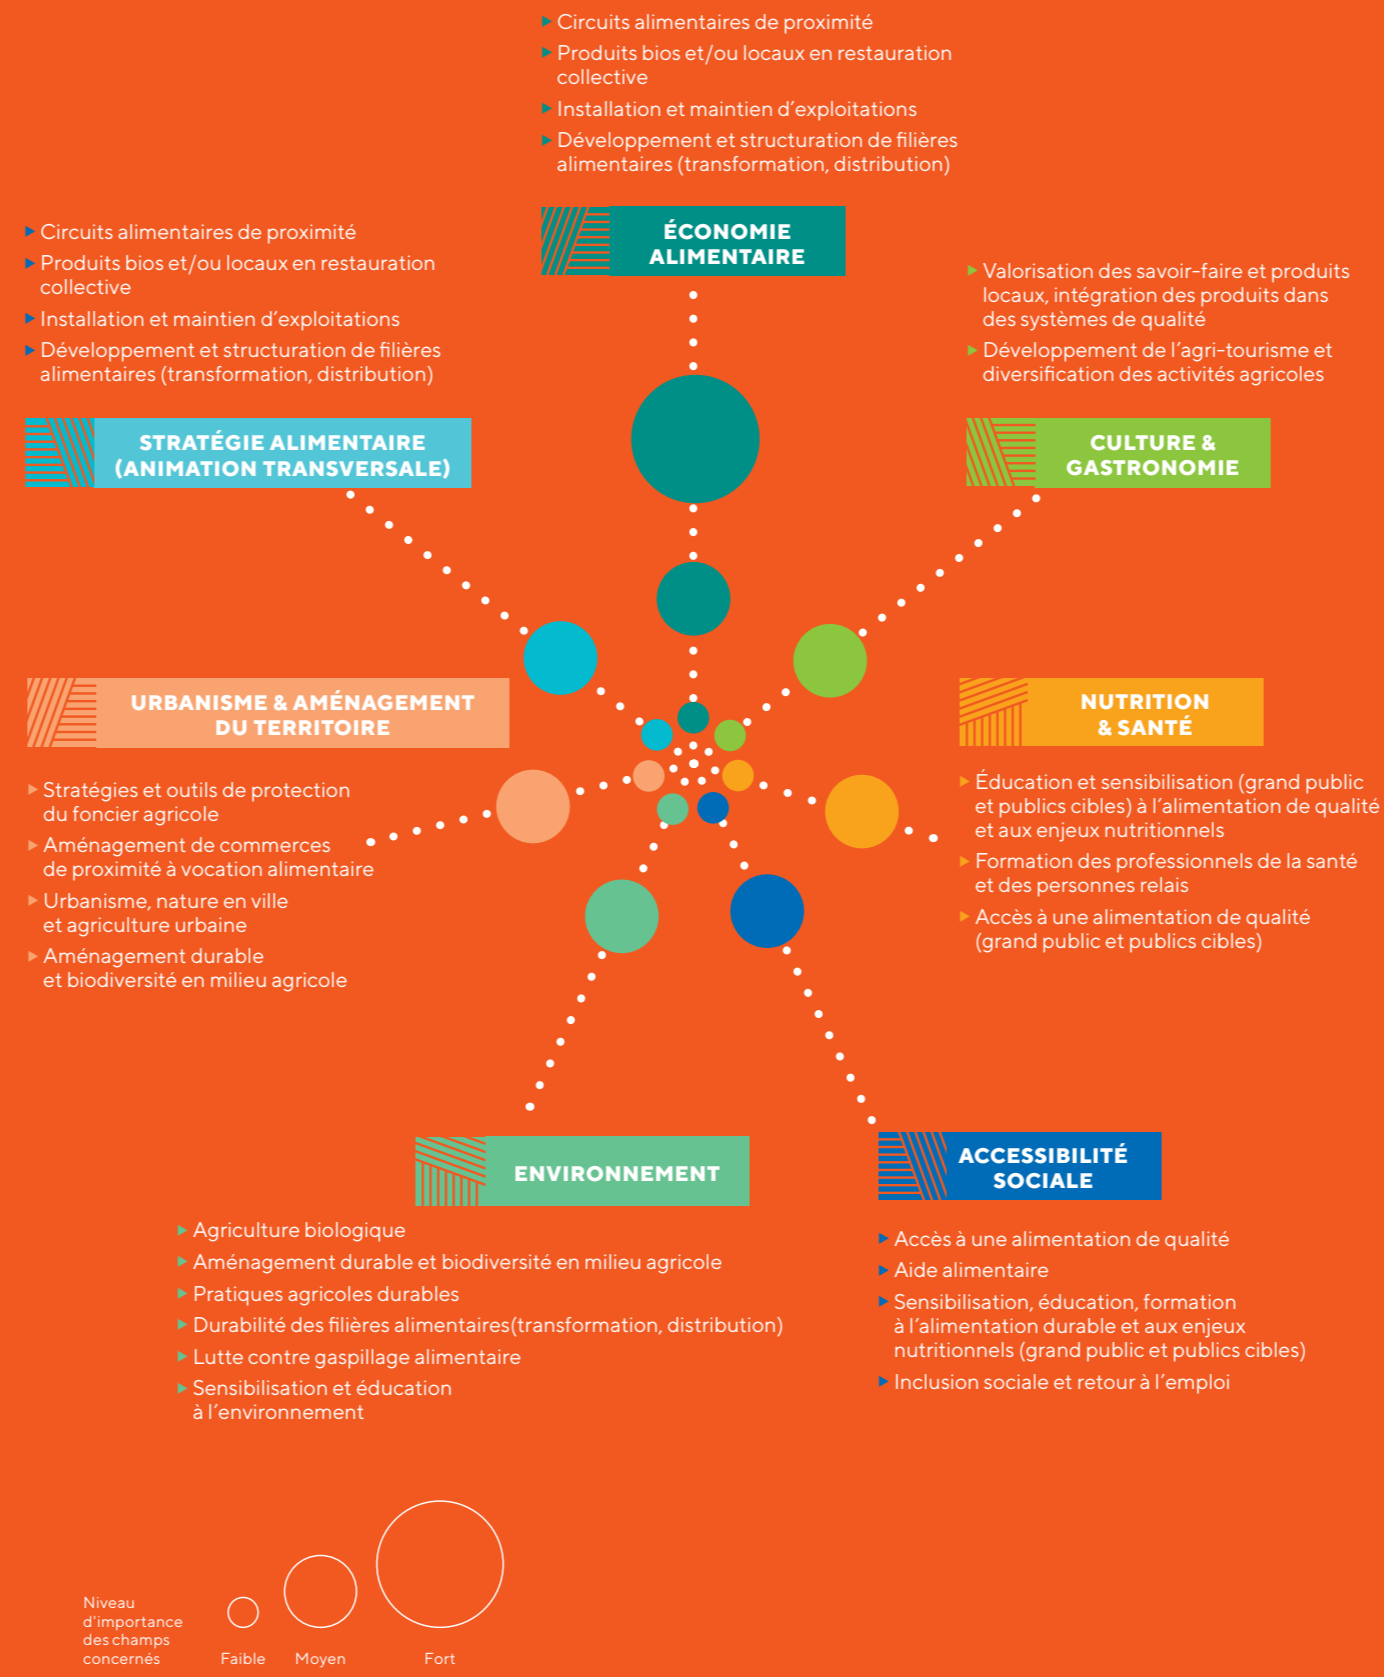 Circuits alimentaires de proximité
Produits bios et/ou locaux en restauration
collective
Installation et maintien d’exploitations
Développement et structuration de filières
alimentaires (transformation, distribution)
ÉCONOMIE
ALIMENTAIRE
Circuits alimentaires de proximité
Produits bios et/ou locaux en restauration
collective
Installation et maintien d’exploitations
Développement et structuration de filières
alimentaires (transformation, distribution)
STRATÉGIE ALIMENTAIRE
(ANIMATION TRANSVERSALE)
Valorisation des savoir-faire et produits
locaux, intégration des produits dans
des systèmes de qualité
Développement de l’agri-tourisme et
diversification des activités agricoles
CULTURE &
GASTRONOMIE
URBANISME & AMÉNAGEMENT
DU TERRITOIRE
Stratégies et outils de protection
du foncier agricole
Aménagement de commerces
de proximité à vocation alimentaire
Urbanisme, nature en ville
et agriculture urbaine
Aménagement durable
et biodiversité en milieu agricole
NUTRITION
& SANTÉ
Éducation et sensibilisation (grand public
et publics cibles) à l’alimentation de qualité
et aux enjeux nutritionnels
Formation des professionnels de la santé
et des personnes relais
Accès à une alimentation de qualité
(grand public et publics cibles)
ENVIRONNEMENT
Agriculture biologique
Aménagement durable et biodiversité en milieu agricole
Pratiques agricoles durables
Durabilité des filières alimentaires(transformation, distribution)
Lutte contre gaspillage alimentaire
Sensibilisation et éducation
à l’environnement
ACCESSIBILITÉ
SOCIALE
Accès à une alimentation de qualité
Aide alimentaire
Sensibilisation, éducation, formation
à l’alimentation durable et aux enjeux
nutritionnels (grand public et publics cibles)
Inclusion sociale et retour à l’emploi
Niveau
d'importance
des champs
concernés
Faible
Moyen
Fort